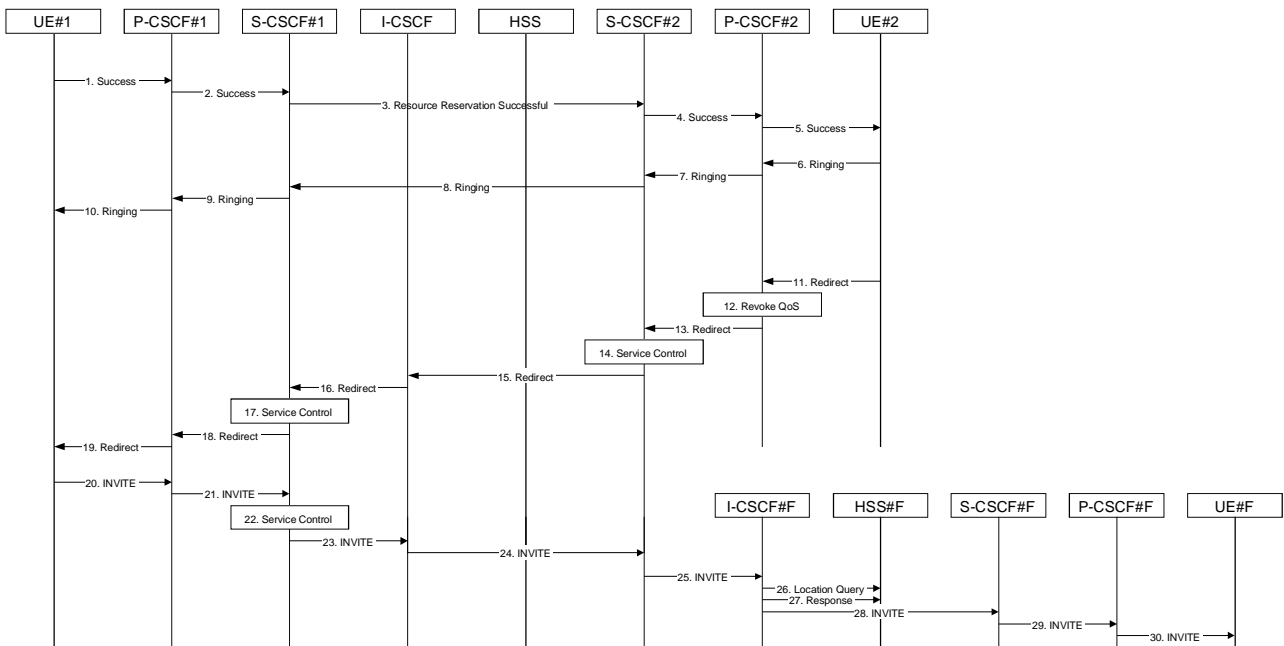 UE#1
P-CSCF#1
S-CSCF#1
I-CSCF
HSS
S-CSCF#2
P-CSCF#2
UE#2
1. Success
2. Success
3. Resource Reservation Successful
4. Success
5. Success
6. Ringing
7. Ringing
8. Ringing
9. Ringing
10. Ringing
11. Redirect
12. Revoke QoS
13. Redirect
14. Service Control
15. Redirect
16. Redirect
17. Service Control
18. Redirect
19. Redirect
20. INVITE
21. INVITE
22. Service Control
23. INVITE
24. INVITE
I-CSCF#F
HSS#F
S-CSCF#F
P-CSCF#F
UE#F
25. INVITE
26. Location Query
27. Response
28. INVITE
29. INVITE
30. INVITE